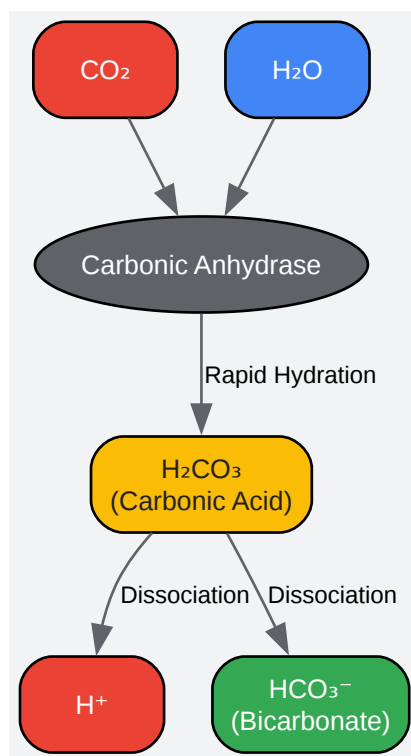 CO₂
H₂O
Carbonic Anhydrase
Rapid Hydration
H₂CO₃
(Carbonic Acid)
Dissociation
Dissociation
H⁺
HCO₃⁻
(Bicarbonate)